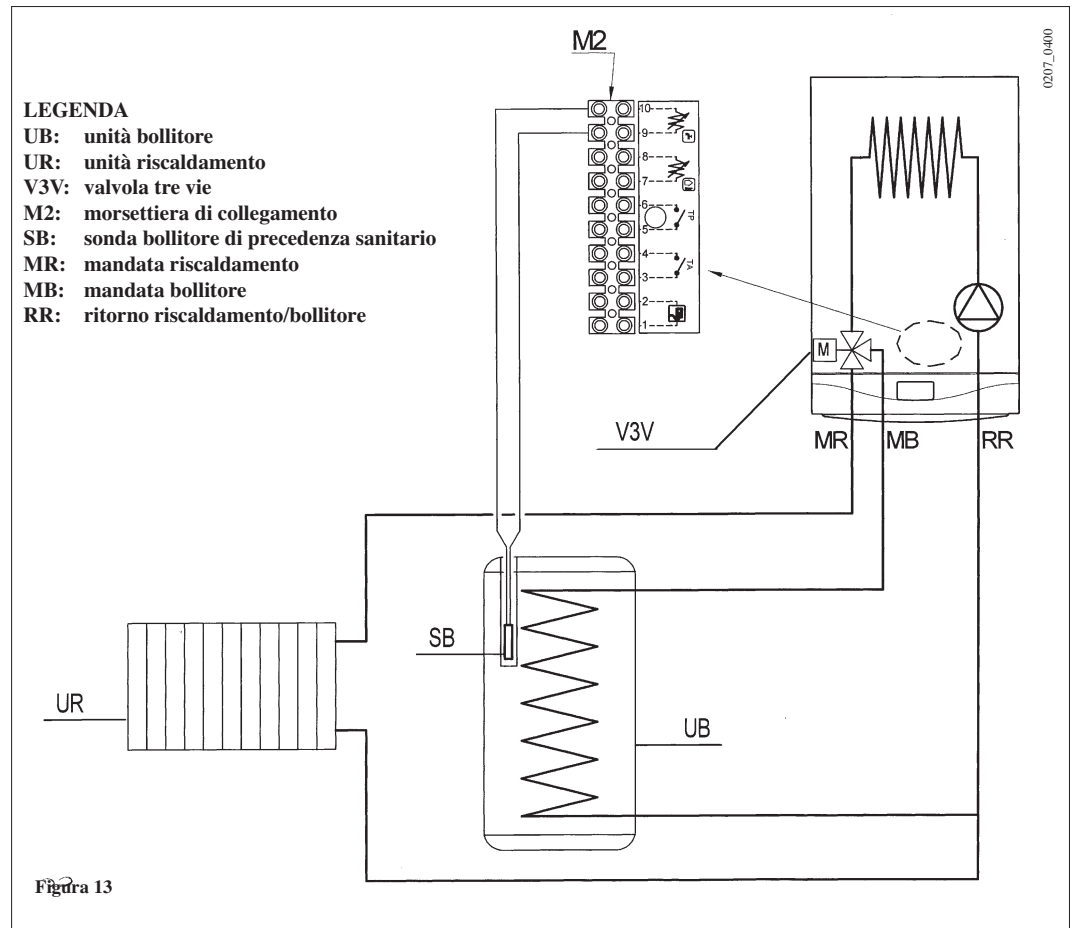 M2
0207_0400
LEGENDA
UB: unità bollitore
UR: unità riscaldamento
V3V: valvola tre vie
M2: morsettiera di collegamento
SB: sonda bollitore di precedenza sanitario
MR: mandata riscaldamento
MB: mandata bollitore
RR: ritorno riscaldamento/bollitore
10
9
8
7
6
TP
5
4
TA
3
2
1
M
V3V
MR MB RR
SB
UR
UB
Figura 13